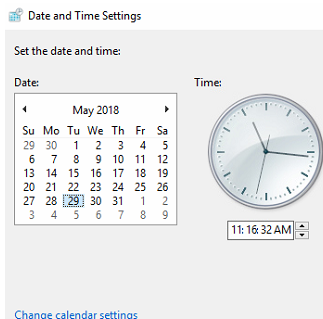 Date and Time Settings
Set the date and time:
Date:
Time:
May 2018
Su Mo Tu We Th Fr Sa
29 30 1 2 3 4 5
6 7 8 9 10 11 12
13 14 15 16 17 18 19
20 21 22 23 24 25 26
27 28 29 30 31 1 2
3 4 5 6 7 8 9
11:16:32 AM
Change calendar settings